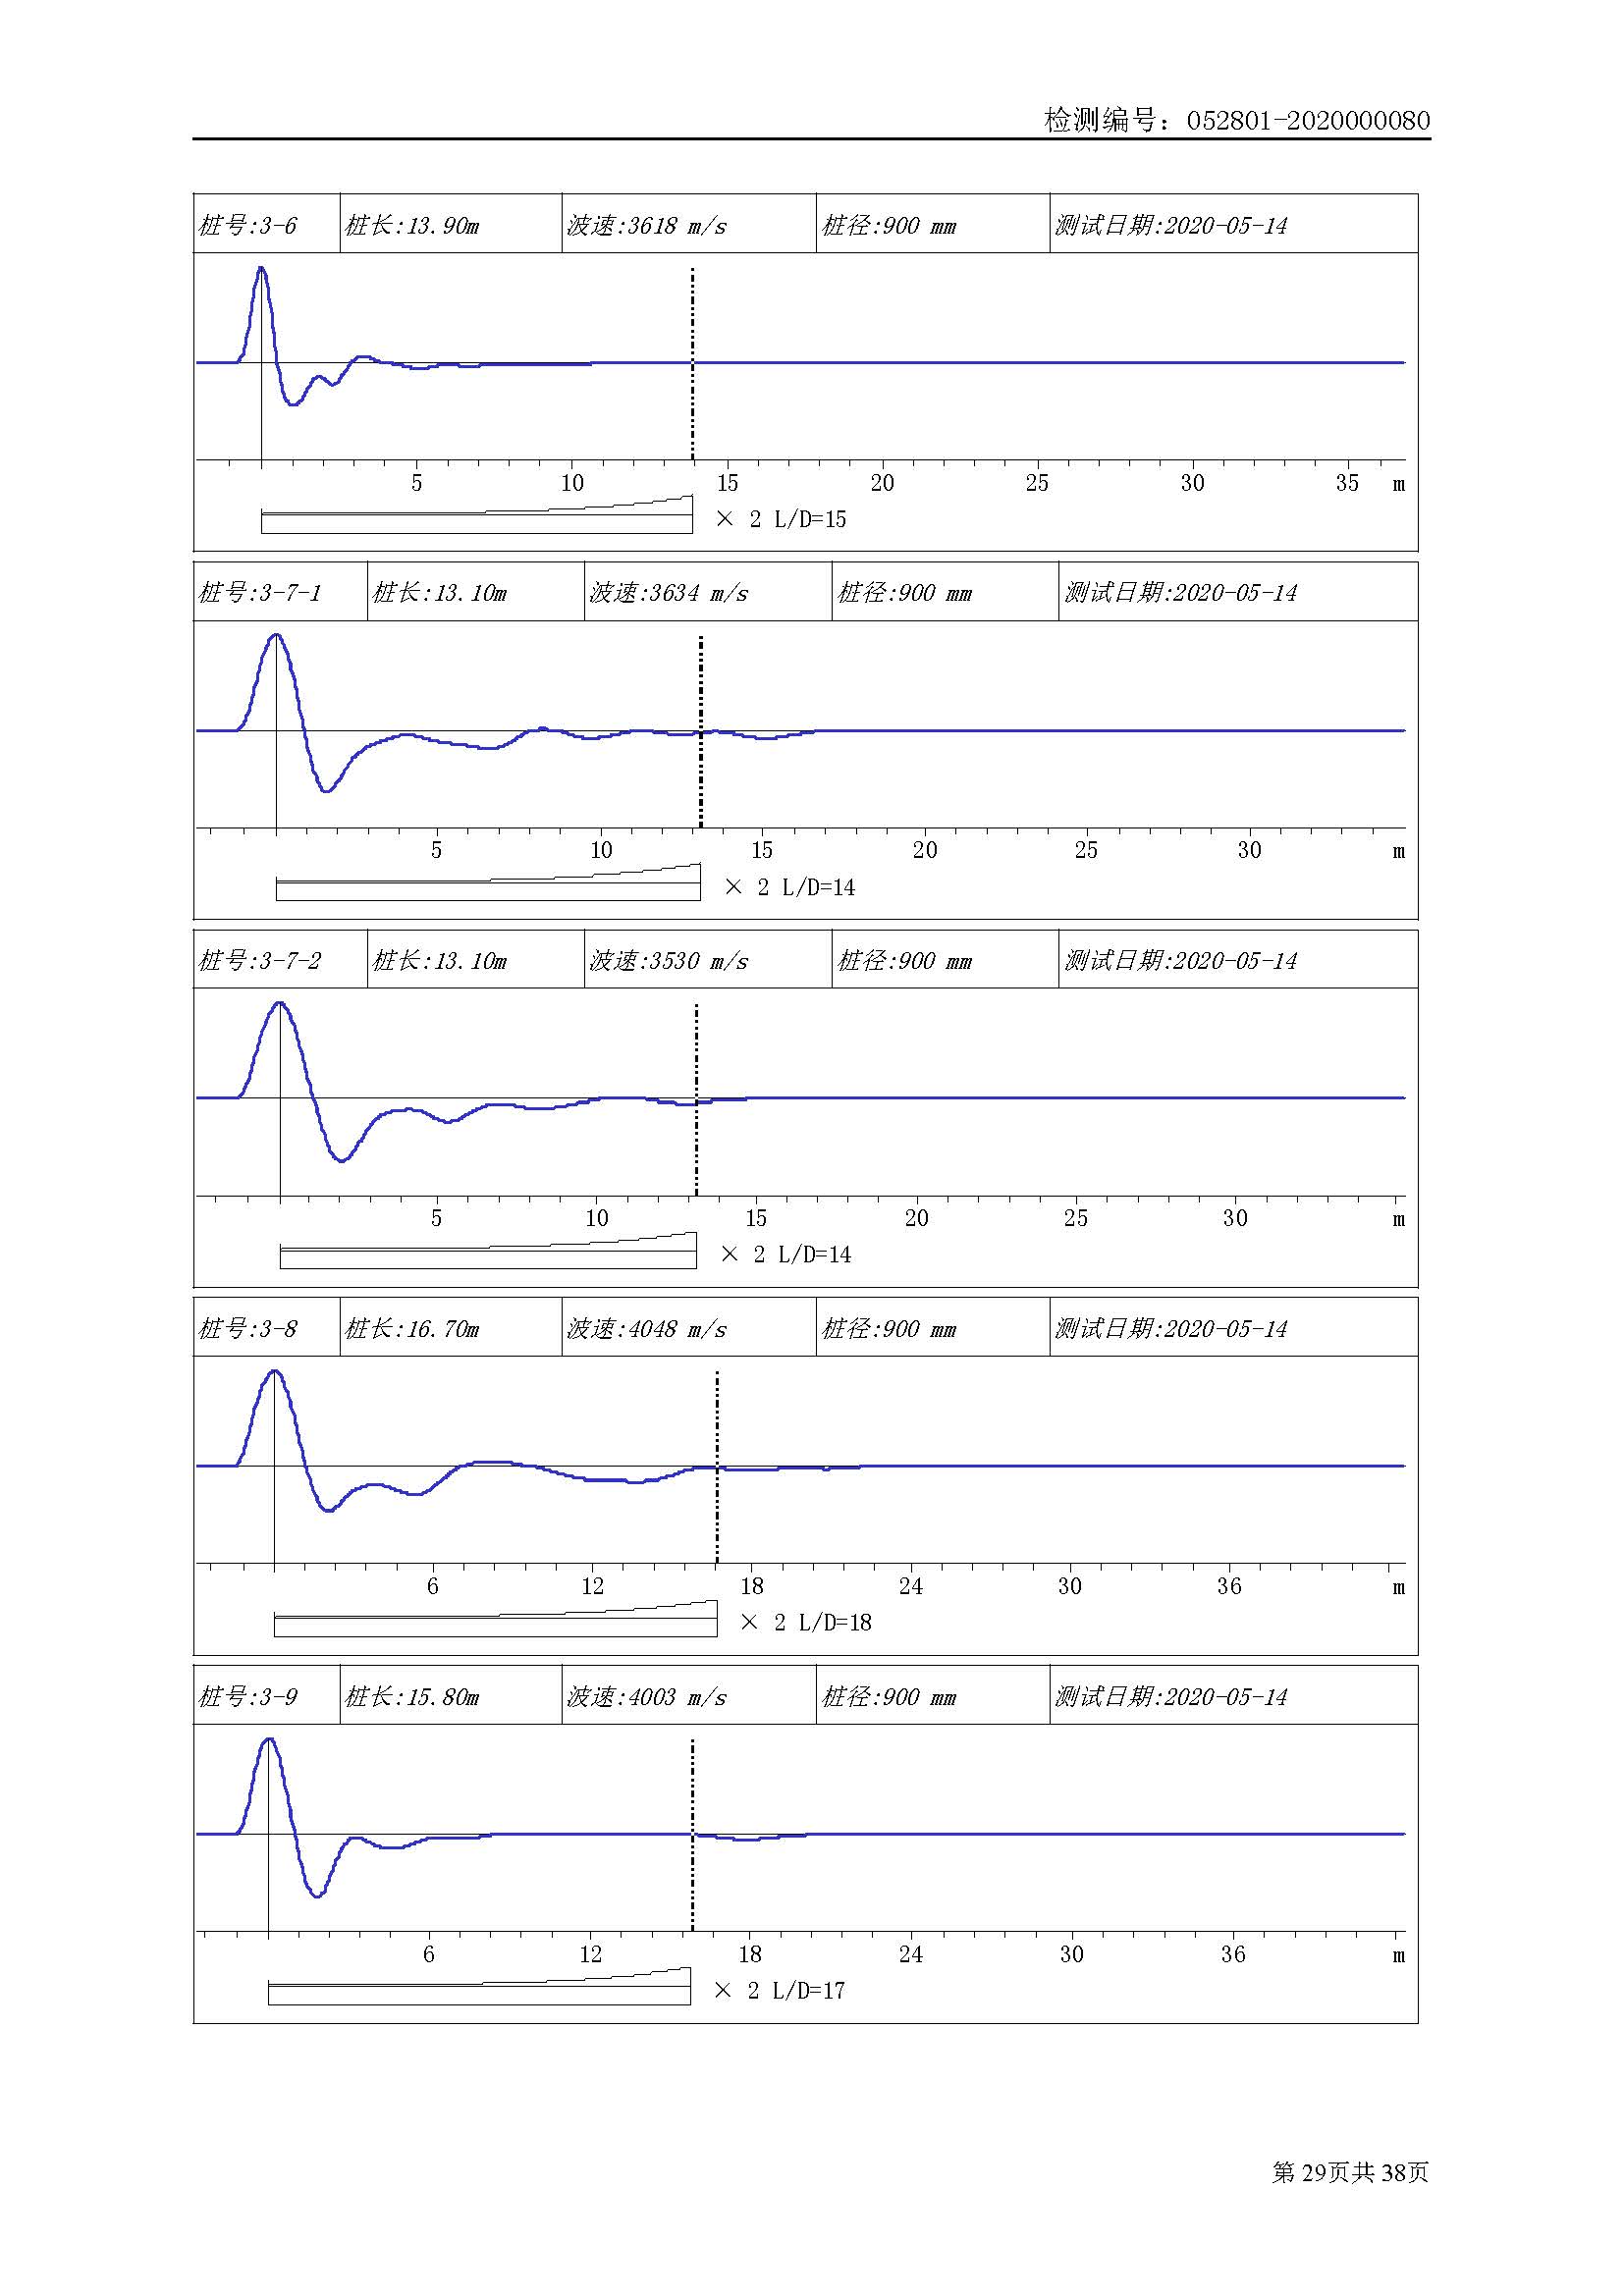 检测编号：052801-2020000080
桩号:3-6 桩长:13.90m 波速:3618 m/s 桩径:900 mm 测试日期:2020-05-14
5 10 15 20 25 30 35 m
× 2 L/D=15
桩号:3-7-1 桩长:13.10m 波速:3634 m/s 桩径:900 mm 测试日期:2020-05-14
5 10 15 20 25 30 m
× 2 L/D=14
桩号:3-7-2 桩长:13.10m 波速:3530 m/s 桩径:900 mm 测试日期:2020-05-14
5 10 15 20 25 30 m
× 2 L/D=14
桩号:3-8 桩长:16.70m 波速:4048 m/s 桩径:900 mm 测试日期:2020-05-14
6 12 18 24 30 36 m
× 2 L/D=18
桩号:3-9 桩长:15.80m 波速:4003 m/s 桩径:900 mm 测试日期:2020-05-14
6 12 18 24 30 36 m
× 2 L/D=17
第 29页共 38页